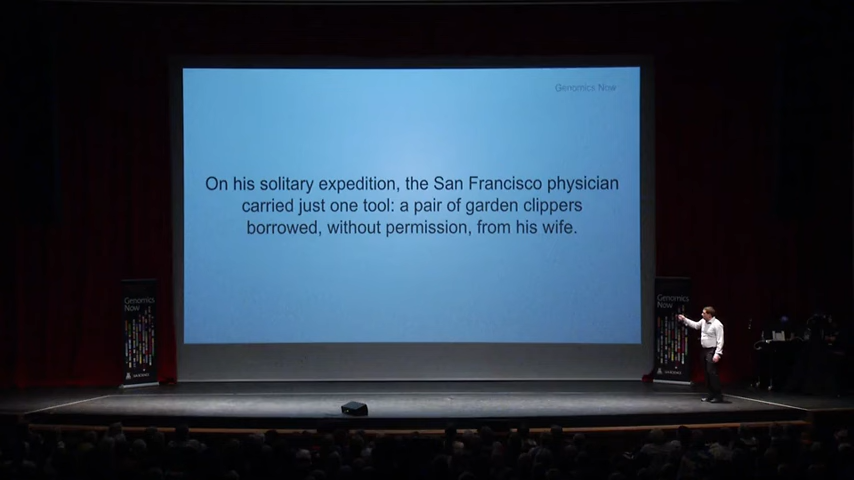 Genomics Now
On his solitary expedition, the San Francisco physician
carried just one tool: a pair of garden clippers
borrowed, without permission, from his wife.
Genomics
Now
Genomics
Now